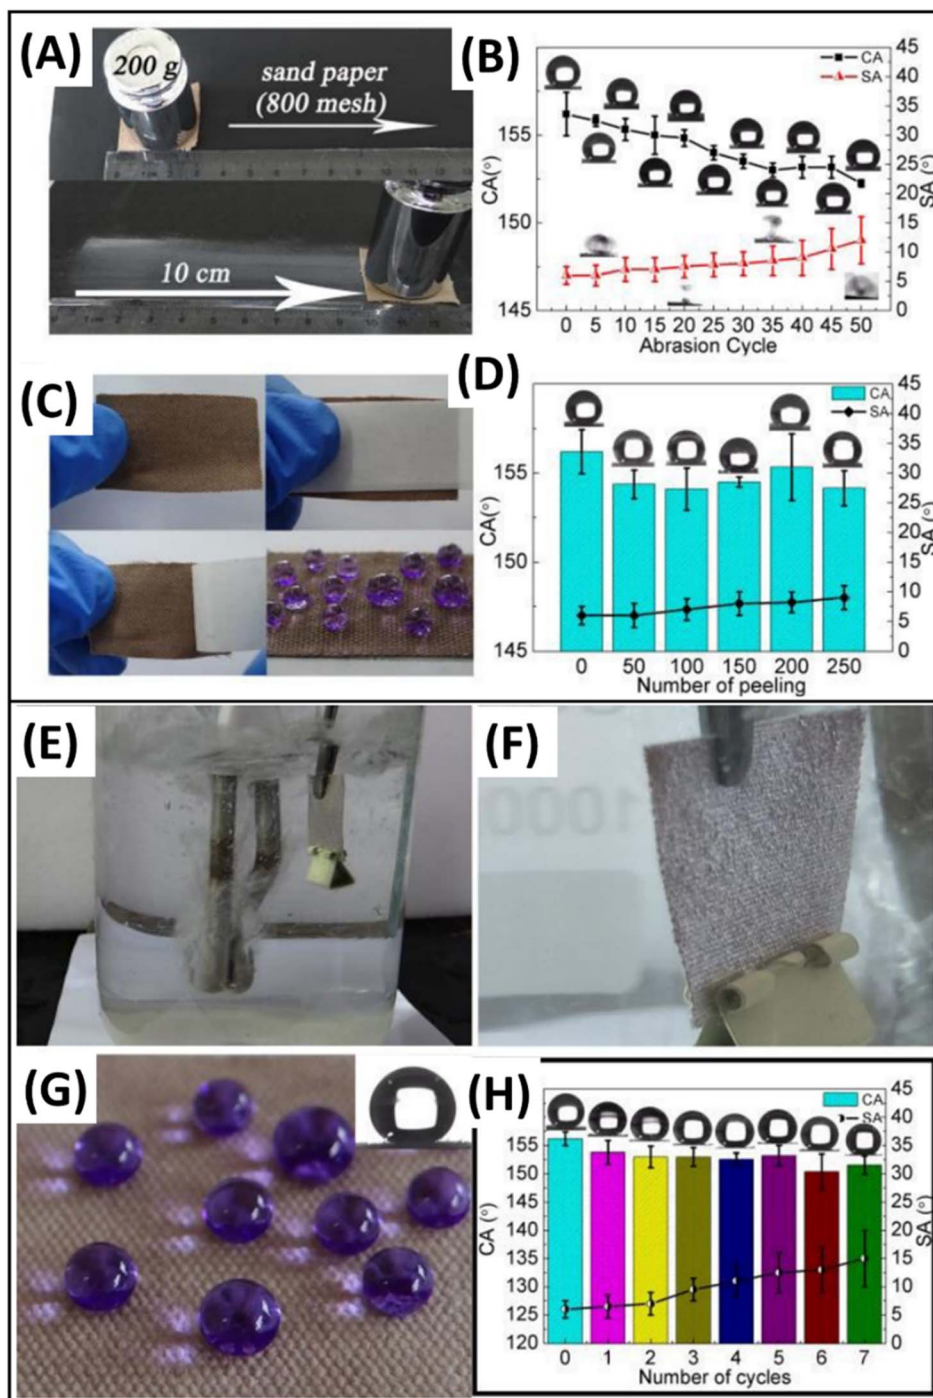 (A)
200 g
sand paper
(800 mesh)
10 cm
(B)
CA
SA
155
150
145
CA(°)
45
40
35
30
25
20
15
10
5
0
SA(°)
0 5 10 15 20 25 30 35 40 45 50
Abrasion Cycle
(C)
(D)
CA
SA
155
150
145
CA(°)
45
40
35
30
25
20
15
10
5
0
SA(°)
0 50 100 150 200 250
Number of peeling
(E)
(F)
1000
(G)
(H)
CA
SA
155
150
145
140
135
130
125
120
CA (°)
45
40
35
30
25
20
15
10
5
0
SA (°)
0 1 2 3 4 5 6 7
Number of cycles